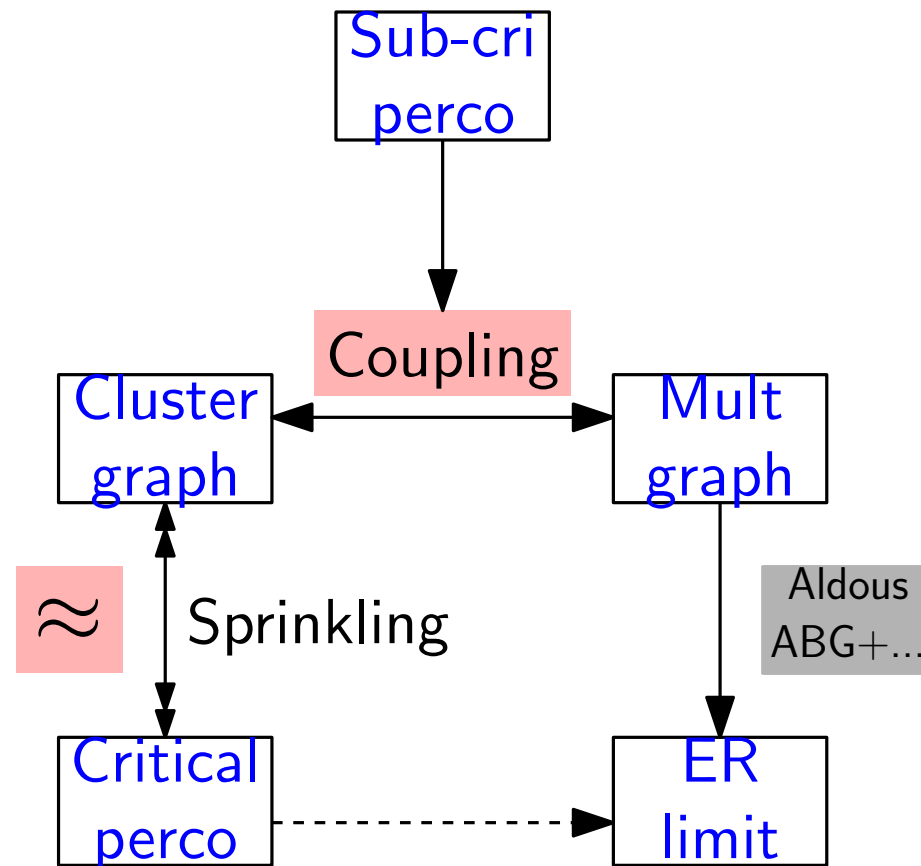 Sub-cri
perco
Coupling
Cluster
graph
Mult
graph
≈
Sprinkling
Aldous
ABG+...
Critical
perco
ER
limit